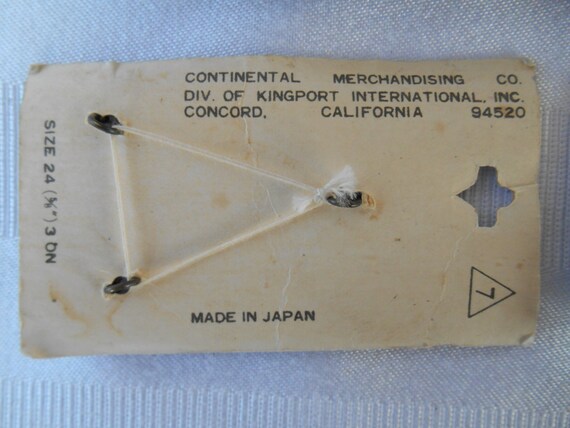 CONTINENTAL MERCHANDISING CO.
DIV. OF KINGPORT INTERNATIONAL, INC.
CONCORD, CALIFORNIA 94520
SIZE 24 (⅝") 3 ON
7
MADE IN JAPAN